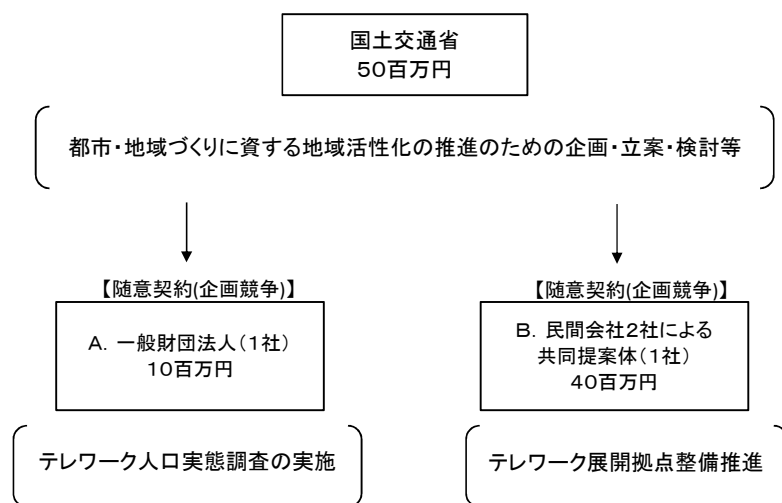 国土交通省
50百万円
都市・地域づくりに資する地域活性化の推進のための企画・立案・検討等
【随意契約(企画競争)】
A．一般財団法人（1社）
10百万円
テレワーク人口実態調査の実施
【随意契約(企画競争)】
B．民間会社2社による
共同提案体（1社）
40百万円
テレワーク展開拠点整備推進